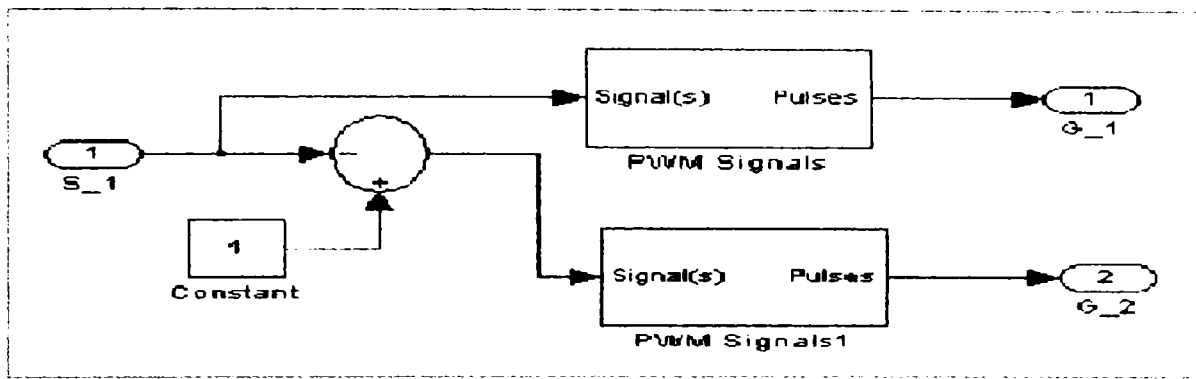 Signal(s) Pulses
1
G_1
PWM Signals
1
S_1
−
+
1
Constant
Signal(s) Pulses
2
G_2
PWM Signals1